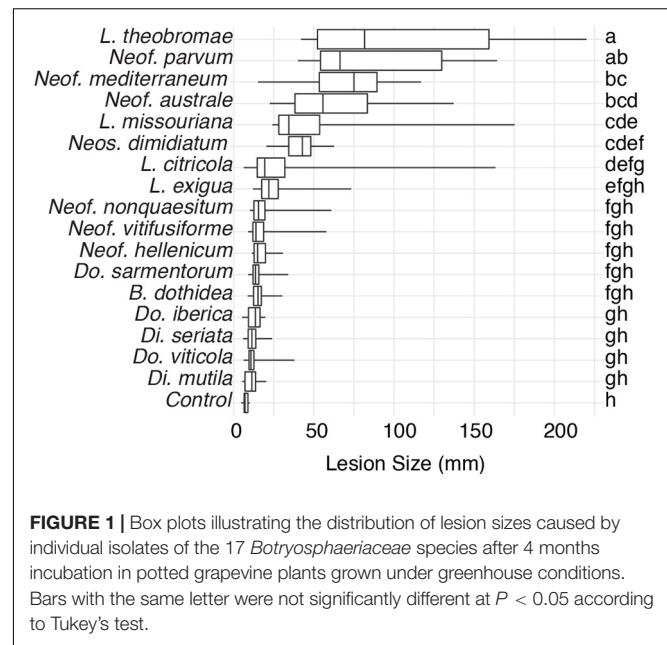 L. theobromae a
Neof. parvum ab
Neof. mediterraneum bc
Neof. australe bcd
L. missouriana cde
Neos. dimidiatum cdef
L. citricola defg
L. exigua efgh
Neof. nonquaesitum fgh
Neof. vitifusiforme fgh
Neof. hellenicum fgh
Do. sarmentorum fgh
B. dothidea fgh
Do. iberica gh
Di. seriata gh
Do. viticola gh
Di. mutila gh
Control h
0 50 100 150 200
Lesion Size (mm)
FIGURE 1 | Box plots illustrating the distribution of lesion sizes caused by
individual isolates of the 17 Botryosphaeriaceae species after 4 months
incubation in potted grapevine plants grown under greenhouse conditions.
Bars with the same letter were not significantly different at P < 0.05 according
to Tukey's test.